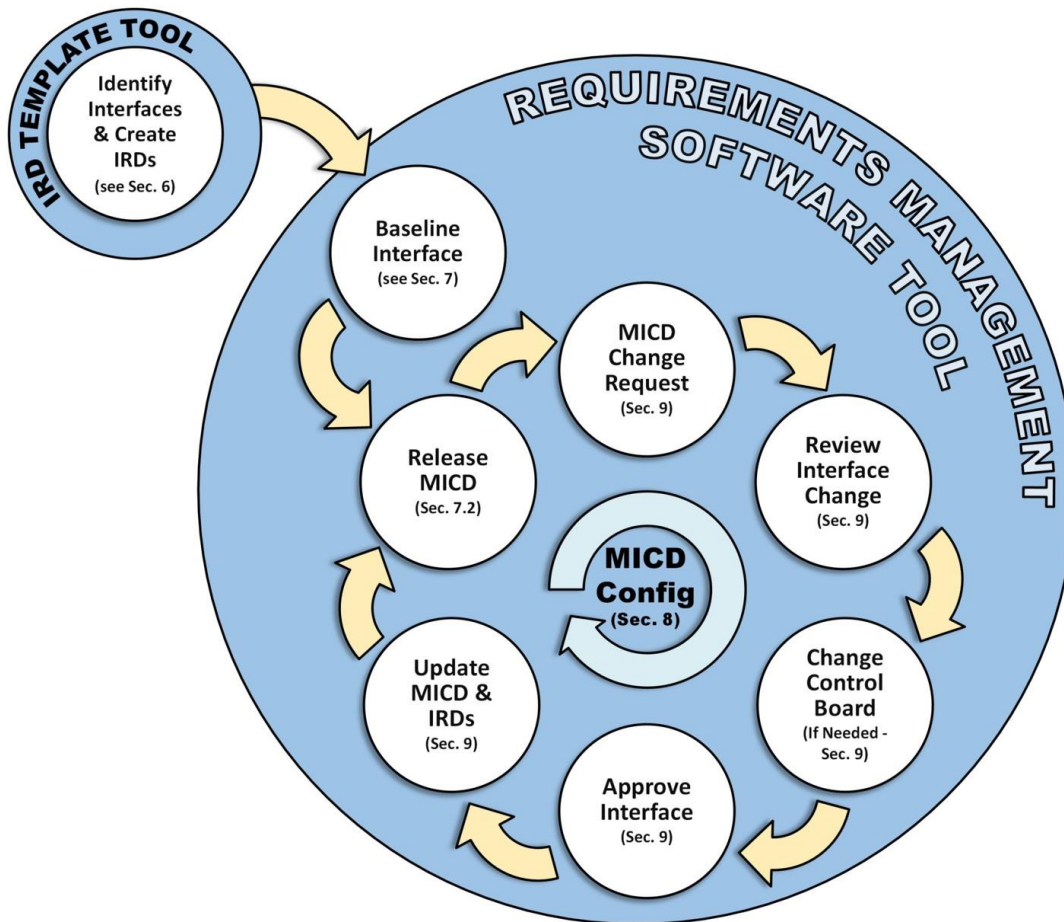 IRD TEMPLATE TOOL
Identify
Interfaces
& Create
IRDs
(see Sec. 6)
REQUIREMENTS MANAGEMENT
SOFTWARE TOOL
Baseline
Interface
(see Sec. 7)
MICD
Change
Request
(Sec. 9)
Release
MICD
(Sec. 7.2)
Review
Interface
Change
(Sec. 9)
MICD
Config
(Sec. 8)
Update
MICD &
IRDs
(Sec. 9)
Change
Control
Board
(If Needed -
Sec. 9)
Approve
Interface
(Sec. 9)